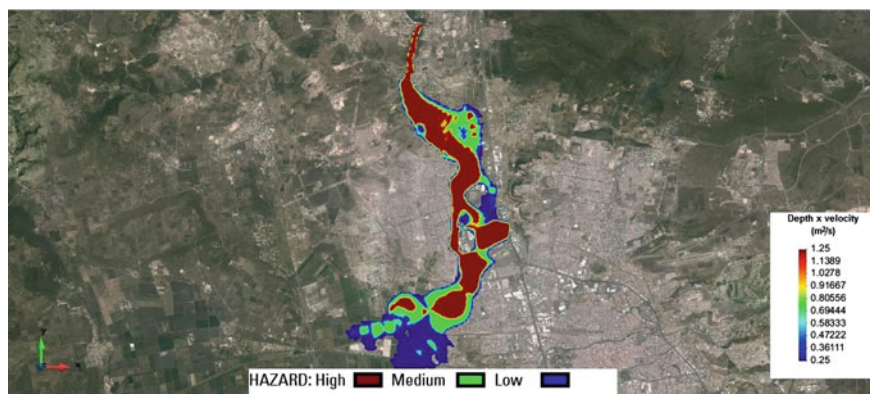 Depth x velocity
(m²/s)
1.25
1.1389
1.0278
0.91667
0.80556
0.69444
0.58333
0.47222
0.36111
0.25
Y
x
HAZARD: High Medium Low